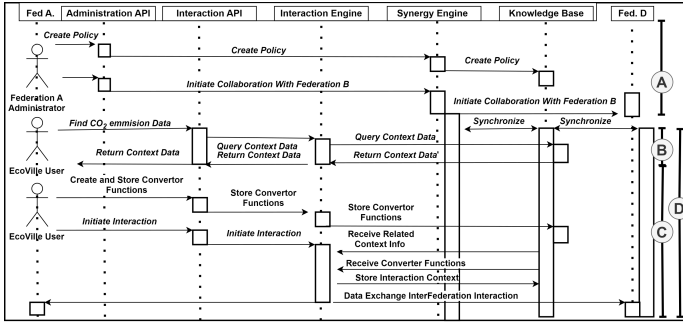 Fed A. Administration API Interaction API Interaction Engine Synergy Engine Knowledge Base Fed. D
Create Policy
Create Policy
Create Policy
Initiate Collaboration With Federation B
A
Federation A
Administrator
Initiate Collaboration With Federation B
Find CO2 emmision Data
Synchronize Synchronize
Query Context Data
Query Context Data
B
Return Context Data
Return Context Data
Return Context Data
EcoVille User
Create and Store Convertor
Functions
Store Convertor
Functions
Store Convertor
Functions
D
Initiate Interaction
Initiate Interaction
C
EcoVille User
Receive Related
Context Info
Receive Converter Functions
Store Interaction Context
Data Exchange InterFederation Interaction